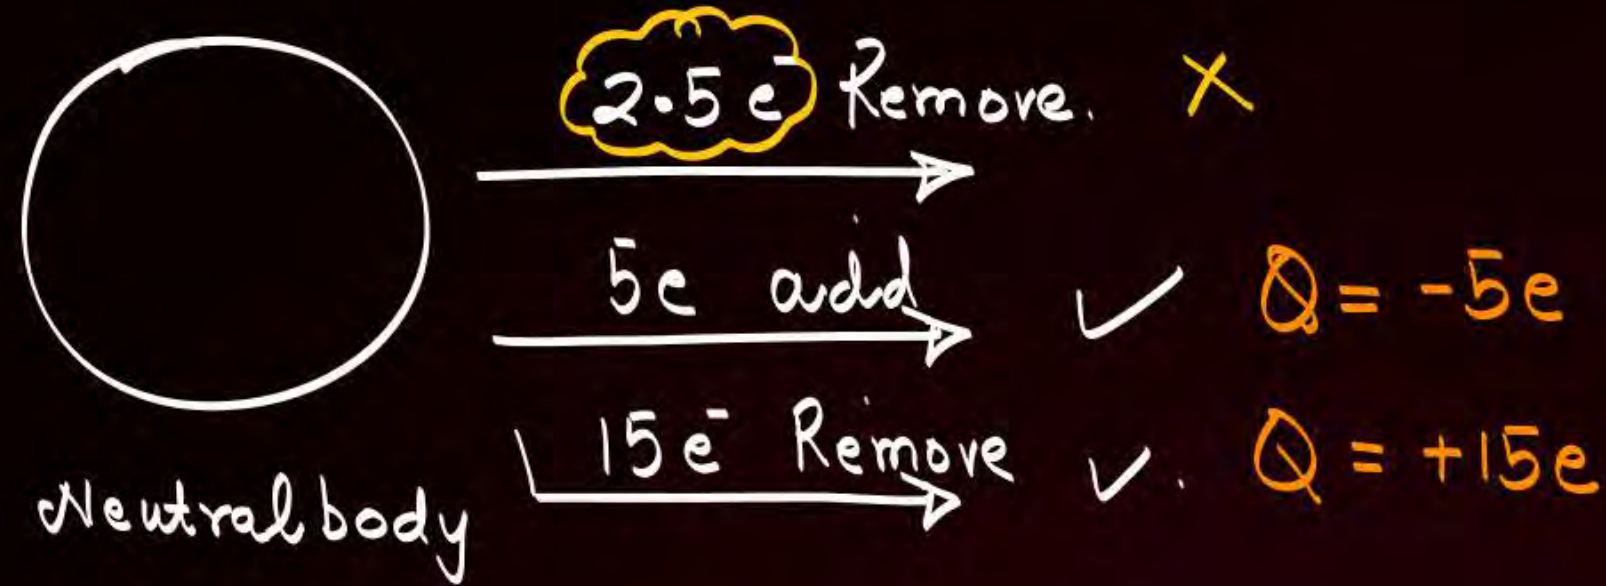 2.5 e⁻ Remove. ×
5e add ✓ Q = -5e
15 e⁻ Remove ✓. Q = +15e
Neutral body